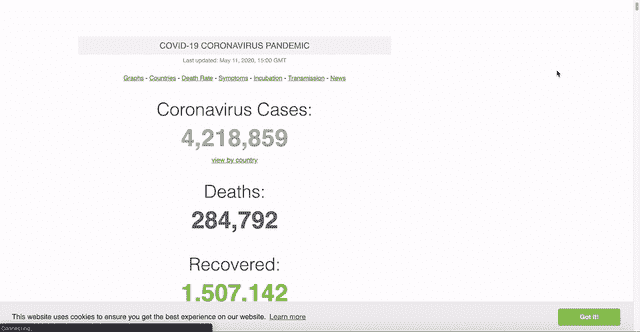 COVID-19 CORONAVIRUS PANDEMIC
Last updated: May 11, 2020, 15:00 GMT
Graphs - Countries - Death Rate - Symptoms - Incubation - Transmission - News
Coronavirus Cases:
4,218,859
view by country
Deaths:
284,792
Recovered:
1,507,142
This website uses cookies to ensure you get the best experience on our website. Learn more
Got it!
Connecting...